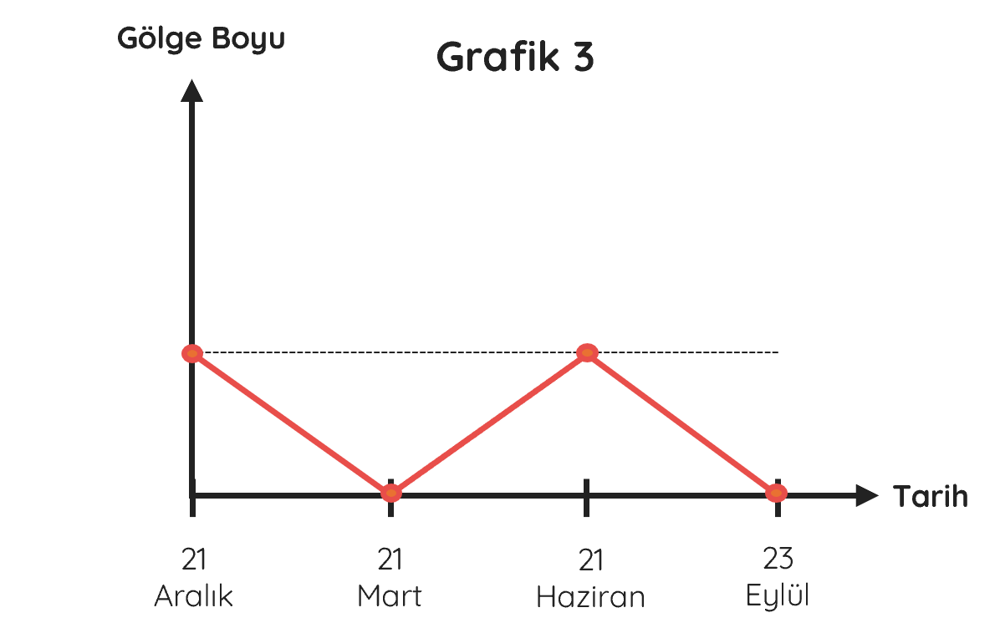 Gölge Boyu
Grafik 3
Tarih
21
Aralık
21
Mart
21
Haziran
23
Eylül